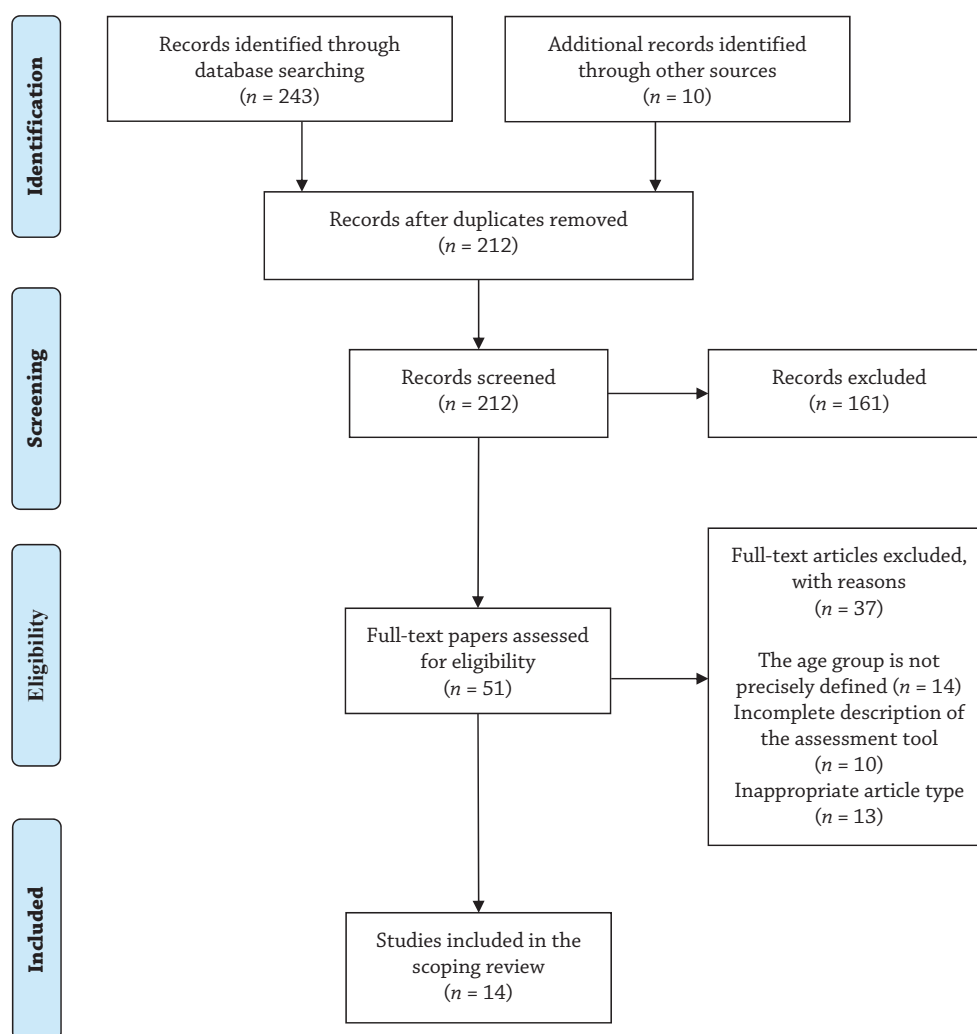 Identification
Records identified through
database searching
(n = 243)
Additional records identified
through other sources
(n = 10)
Records after duplicates removed
(n = 212)
Screening
Records screened
(n = 212)
Records excluded
(n = 161)
Eligibility
Full-text papers assessed
for eligibility
(n = 51)
Full-text articles excluded,
with reasons
(n = 37)
The age group is not
precisely defined (n = 14)
Incomplete description of
the assessment tool
(n = 10)
Inappropriate article type
(n = 13)
Included
Studies included in the
scoping review
(n = 14)